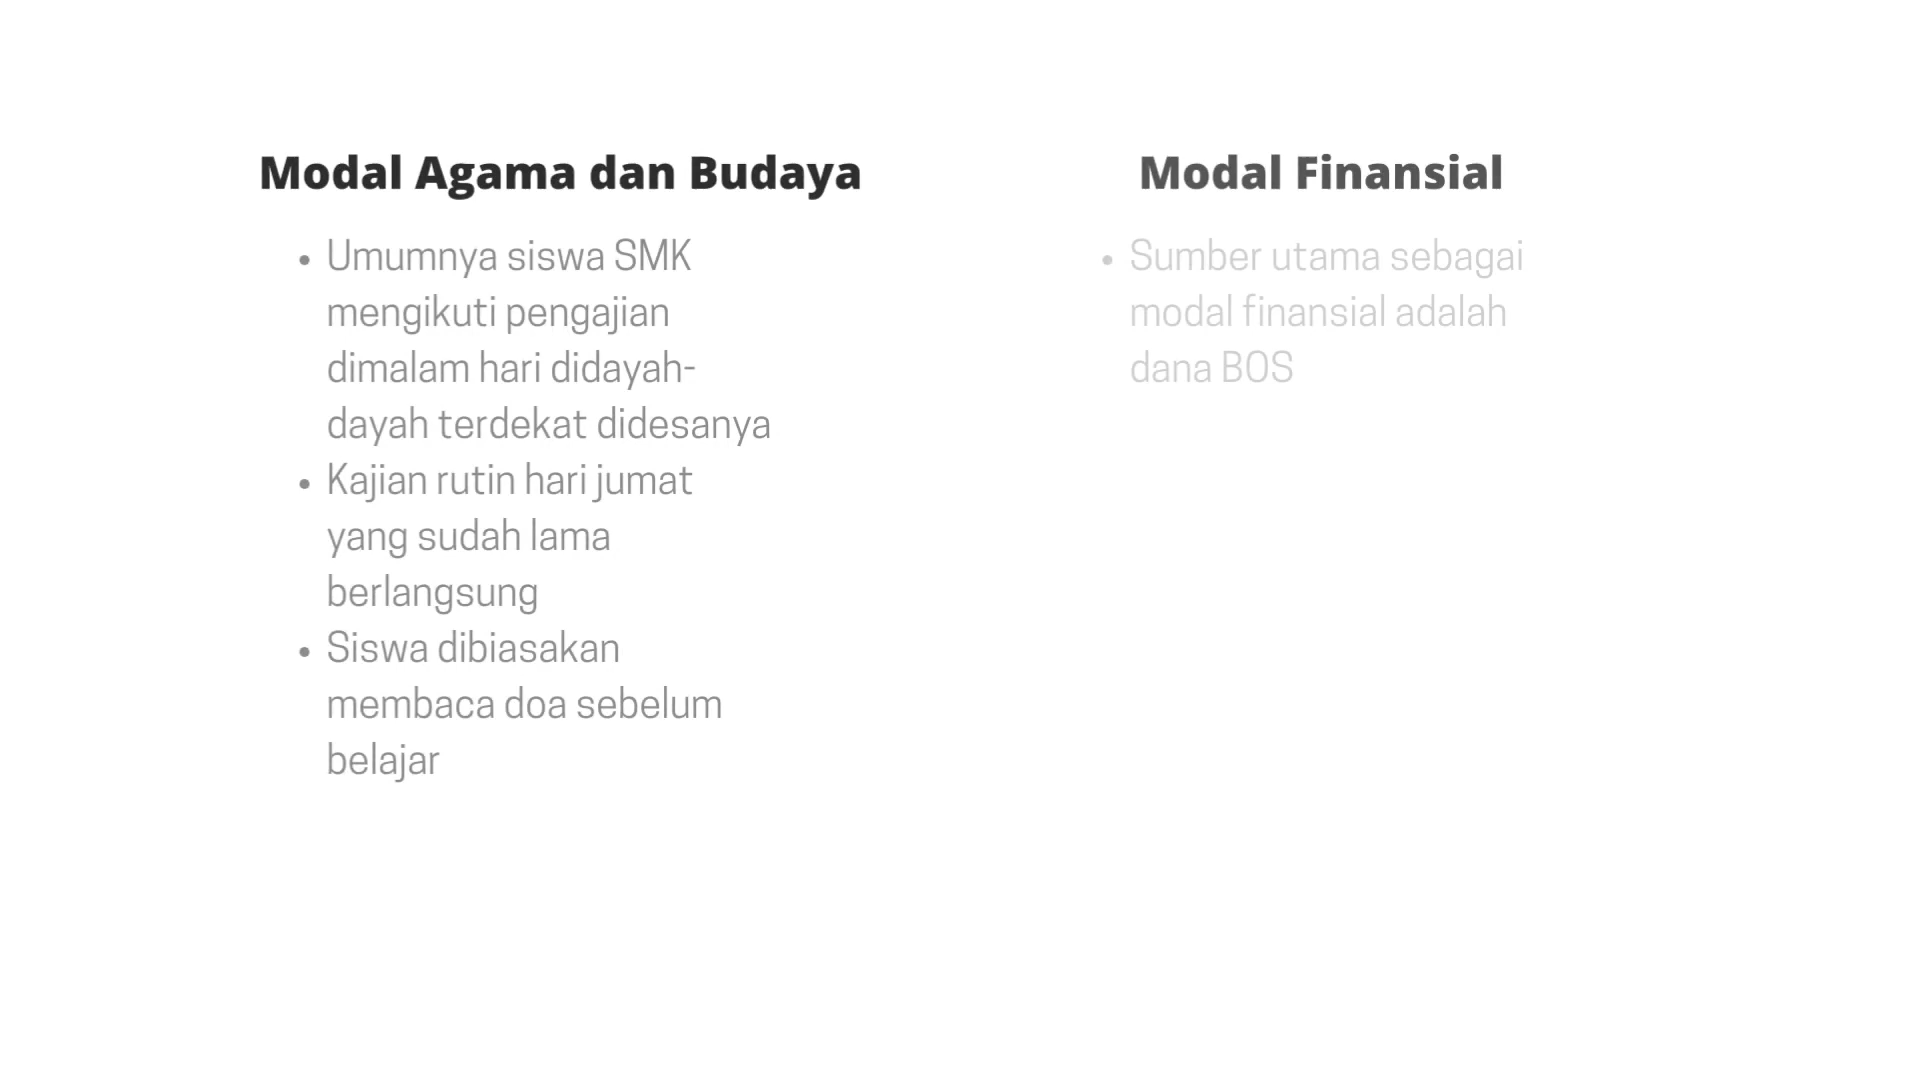 Modal Agama dan Budaya
• Umumnya siswa SMK
mengikuti pengajian
dimalam hari didayah-
dayah terdekat didesanya
• Kajian rutin hari jumat
yang sudah lama
berlangsung
• Siswa dibiasakan
membaca doa sebelum
belajar
Modal Finansial
• Sumber utama sebagai
modal finansial adalah
dana BOS